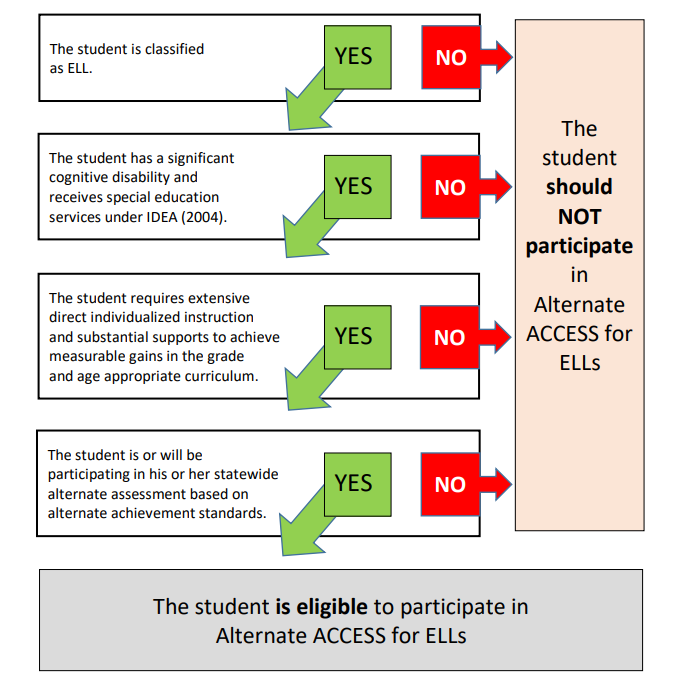 The student is classified
as ELL.
YES
NO
The student has a significant
cognitive disability and
receives special education
services under IDEA (2004).
YES
NO
The student requires extensive
direct individualized instruction
and substantial supports to achieve
measurable gains in the grade
and age appropriate curriculum.
YES
NO
The student is or will be
participating in his or her statewide
alternate assessment based on
alternate achievement standards.
YES
NO
The
student
should
NOT
participate
in
Alternate
ACCESS for
ELLs
The student is eligible to participate in
Alternate ACCESS for ELLs